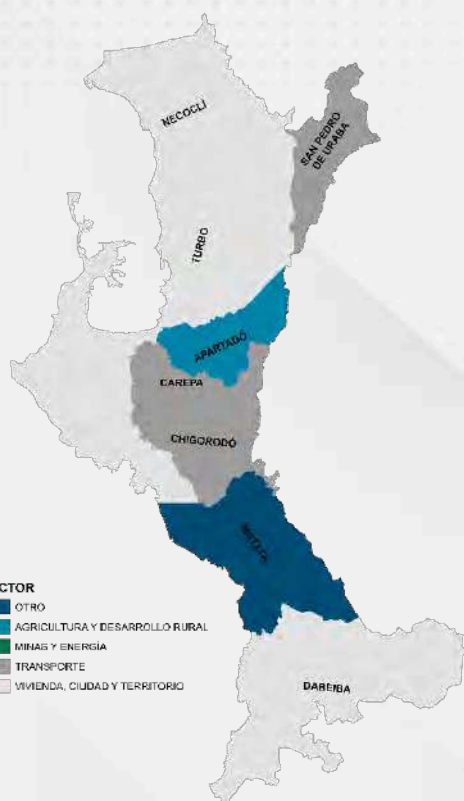 NECOCLÍ
SAN PEDRO
DE URABA
TURBO
APARTADÓ
CAREPA
CHIGORODÓ
DABEIBA
CTOR
OTRO
AGRICULTURA Y DESARROLLO RURAL
MINAS Y ENERGÍA
TRANSPORTE
VIVIENDA, CIUDAD Y TERRITORIO